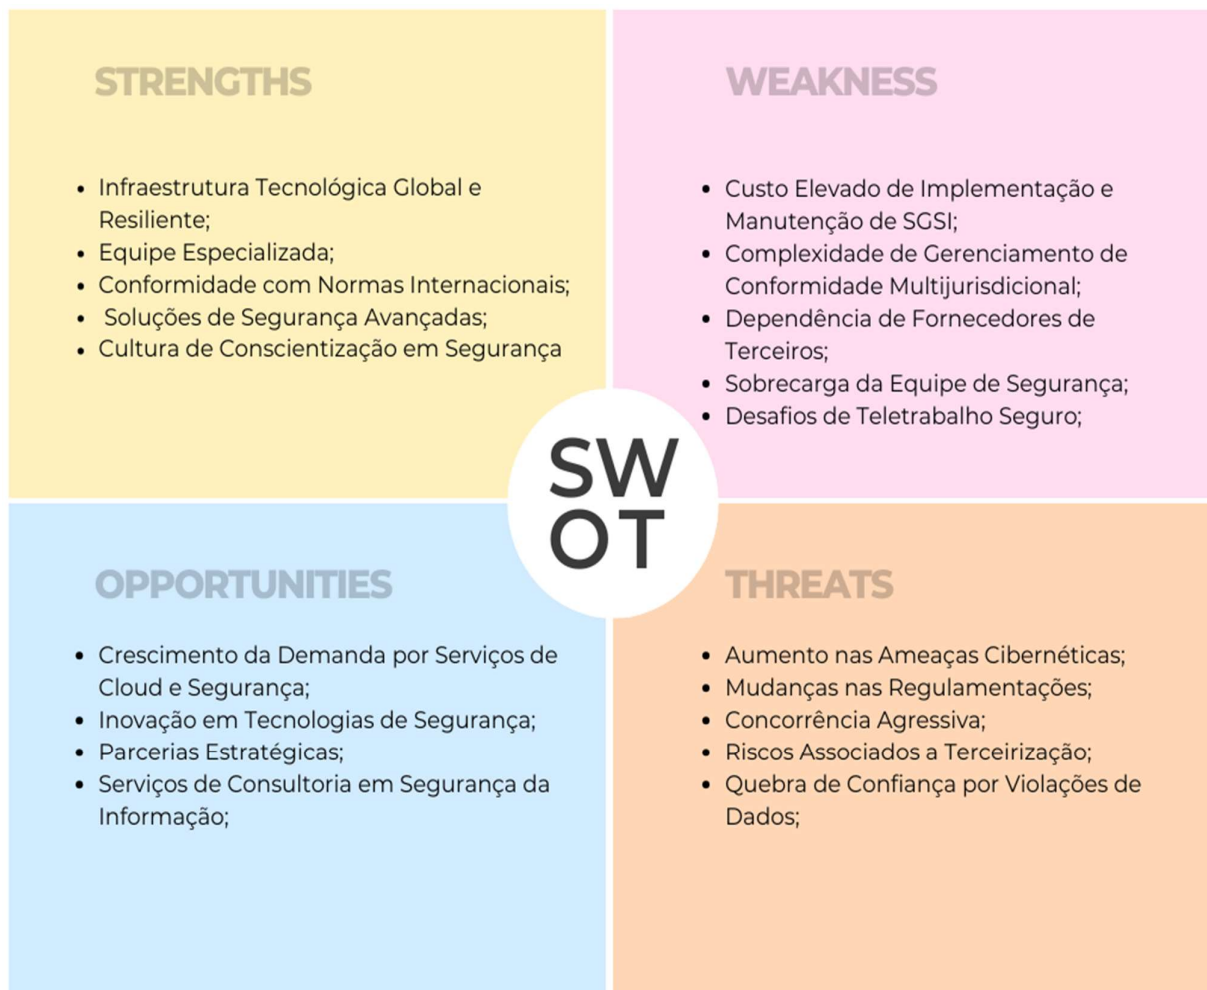 STRENGTHS
• Infraestrutura Tecnológica Global e
Resiliente;
• Equipe Especializada;
• Conformidade com Normas Internacionais;
• Soluções de Segurança Avançadas;
• Cultura de Conscientização em Segurança
WEAKNESS
• Custo Elevado de Implementação e
Manutenção de SGSI;
• Complexidade de Gerenciamento de
Conformidade Multijurisdicional;
• Dependência de Fornecedores de
Terceiros;
• Sobrecarga da Equipe de Segurança;
• Desafios de Teletrabalho Seguro;
SW
OT
OPPORTUNITIES
• Crescimento da Demanda por Serviços de
Cloud e Segurança;
• Inovação em Tecnologias de Segurança;
• Parcerias Estratégicas;
• Serviços de Consultoria em Segurança da
Informação;
THREATS
• Aumento nas Ameaças Cibernéticas;
• Mudanças nas Regulamentações;
• Concorrência Agressiva;
• Riscos Associados a Terceirização;
• Quebra de Confiança por Violações de
Dados;